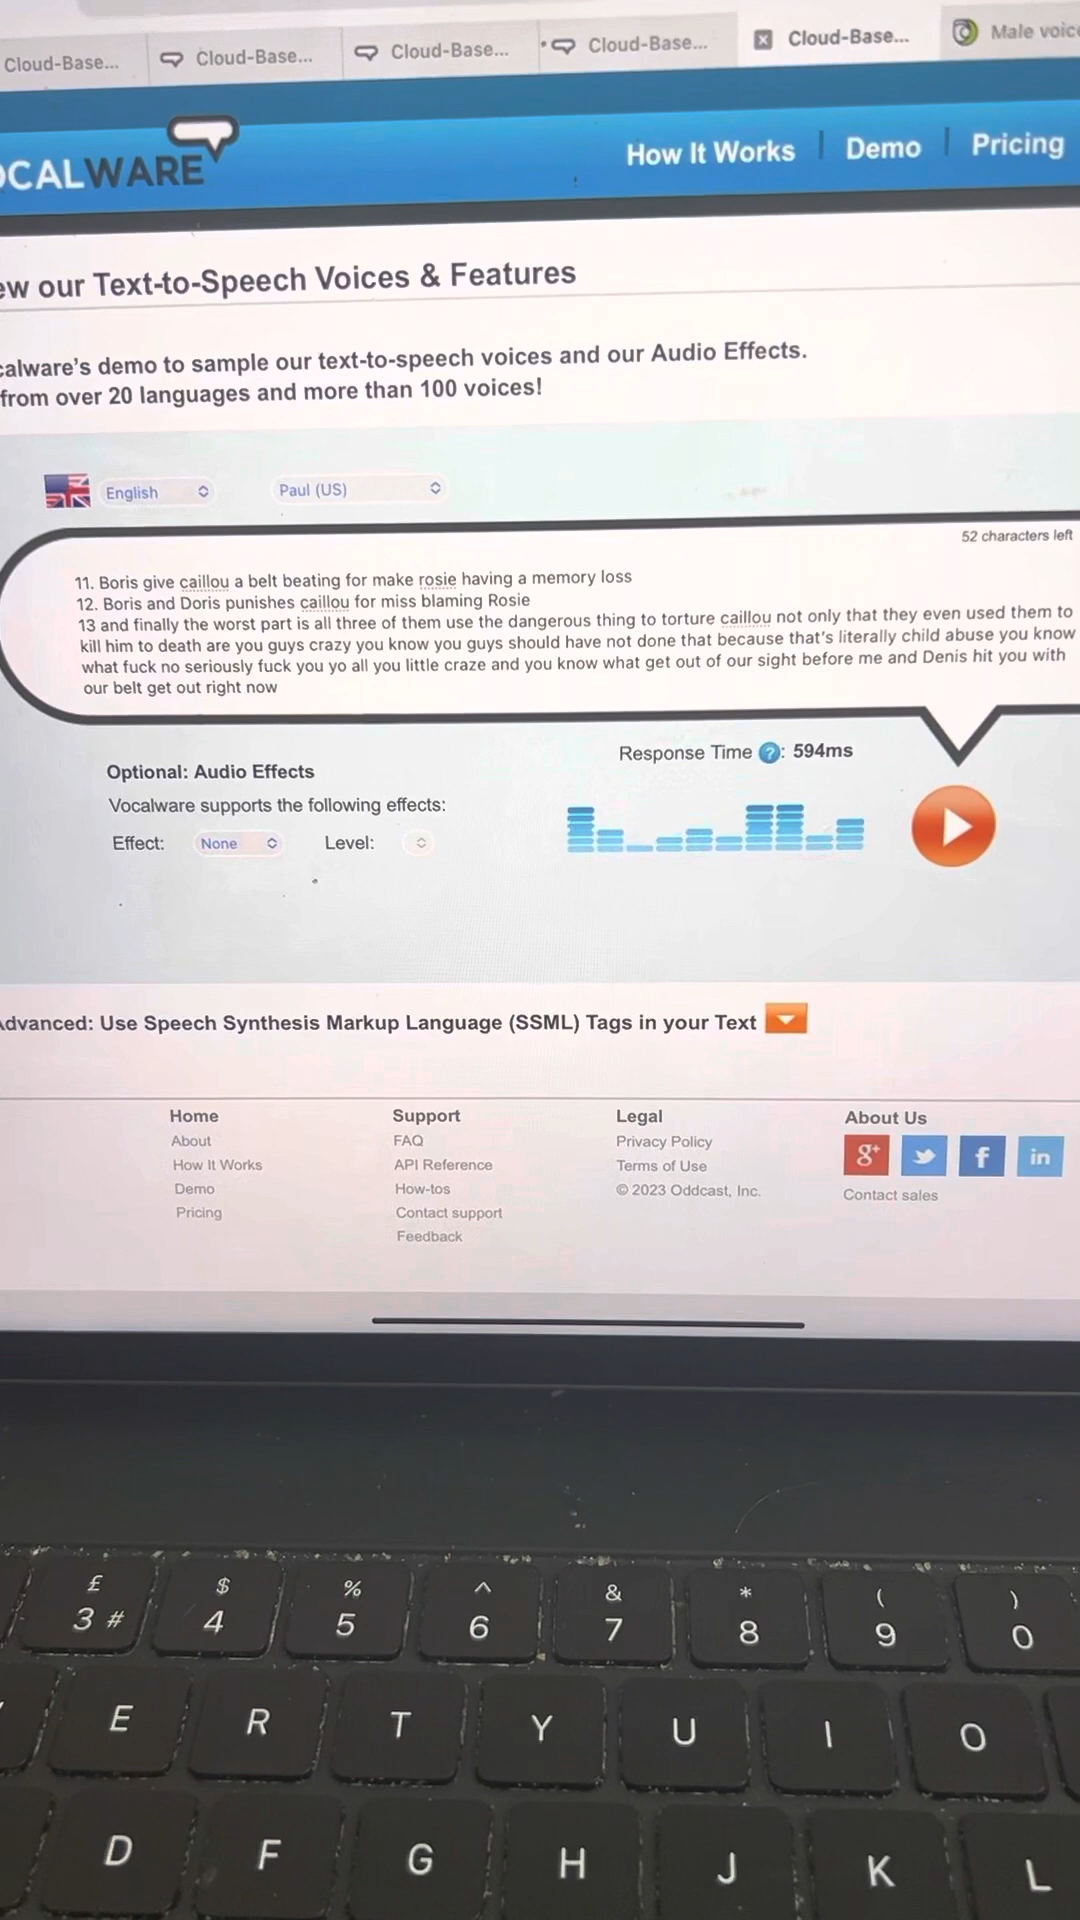 Cloud-Base...
Cloud-Base...
Cloud-Base...
Cloud-Base...
Cloud-Base...
Male voice
OCALWARE
How It Works
Demo
Pricing
ew our Text-to-Speech Voices & Features
calware's demo to sample our text-to-speech voices and our Audio Effects.
from over 20 languages and more than 100 voices!
English
Paul (US)
52 characters left
11. Boris give caillou a belt beating for make rosie having a memory loss
12. Boris and Doris punishes caillou for miss blaming Rosie
13 and finally the worst part is all three of them use the dangerous thing to torture caillou not only that they even used them to
kill him to death are you guys crazy you know you guys should have not done that because that's literally child abuse you know
what fuck no seriously fuck you yo all you little craze and you know what get out of our sight before me and Denis hit you with
our belt get out right now
Response Time ?: 594ms
Optional: Audio Effects
Vocalware supports the following effects:
Effect: None Level:
Advanced: Use Speech Synthesis Markup Language (SSML) Tags in your Text
Home
About
How It Works
Demo
Pricing
Support
FAQ
API Reference
How-tos
Contact support
Feedback
Legal
Privacy Policy
Terms of Use
© 2023 Oddcast, Inc.
About Us
g+ f in
Contact sales
£ $ % ^ & * ( )
3 # 4 5 6 7 8 9 0
E R T Y U I O
D F G H J K L